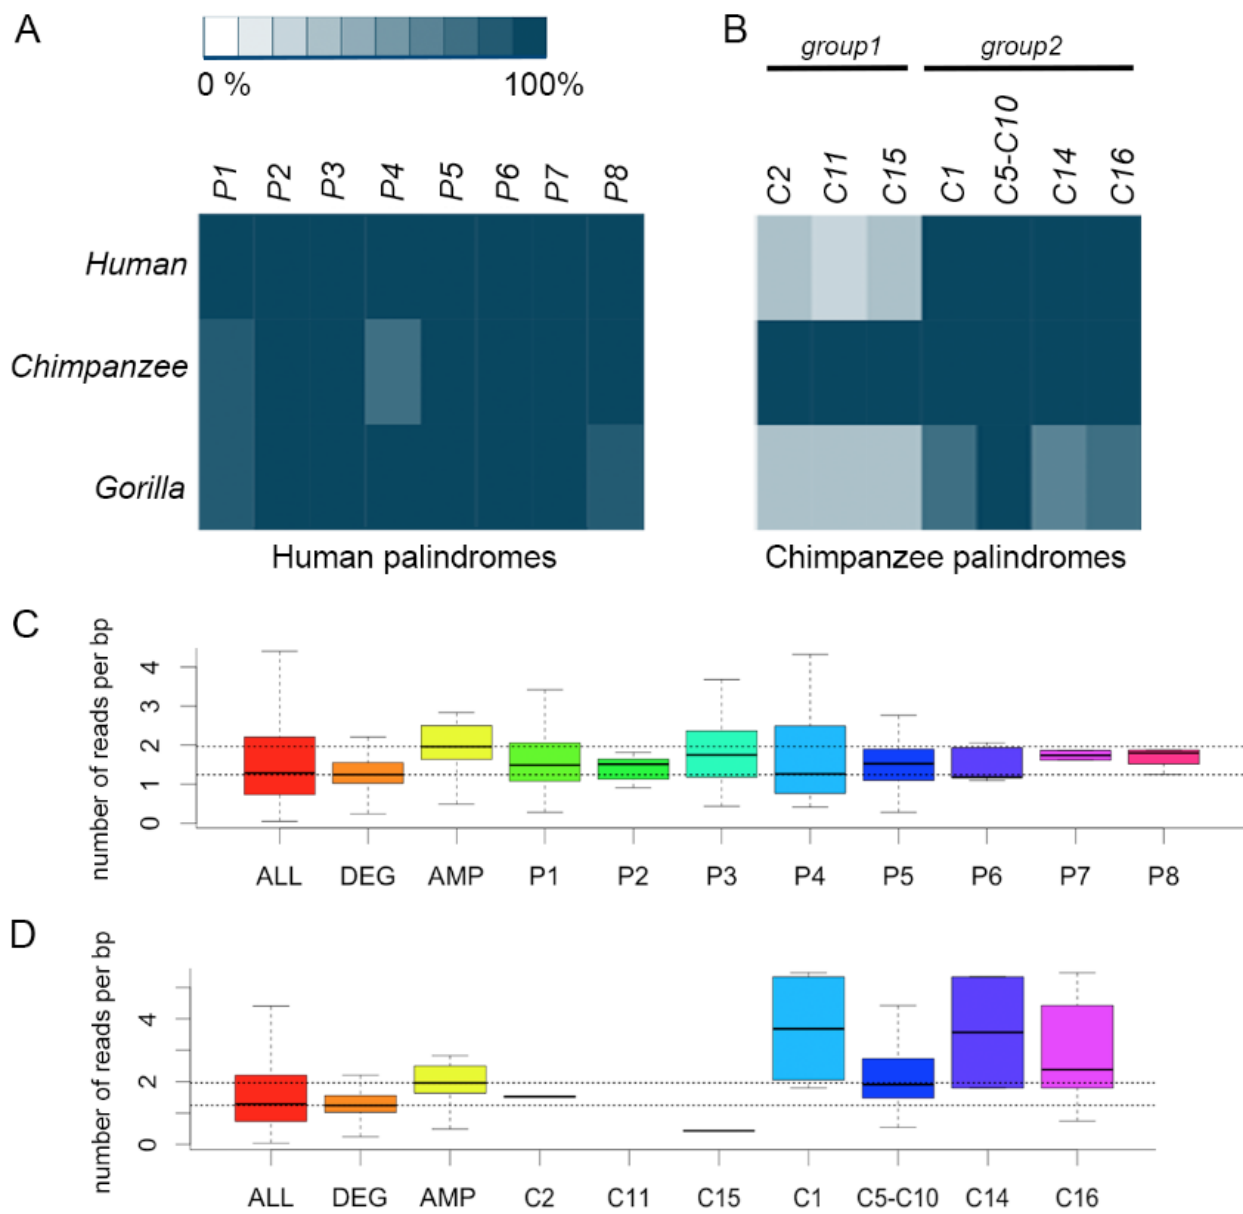 A
0 %
100%
P1 P2 P3 P4 P5 P6 P7 P8
Human
Chimpanzee
Gorilla
Human palindromes
B
group1 group2
C2 C11 C15 C1 C5-C10 C14 C16
Chimpanzee palindromes
C
number of reads per bp
4
3
2
1
0
ALL DEG AMP P1 P2 P3 P4 P5 P6 P7 P8
D
number of reads per bp
4
2
0
ALL DEG AMP C2 C11 C15 C1 C5-C10 C14 C16